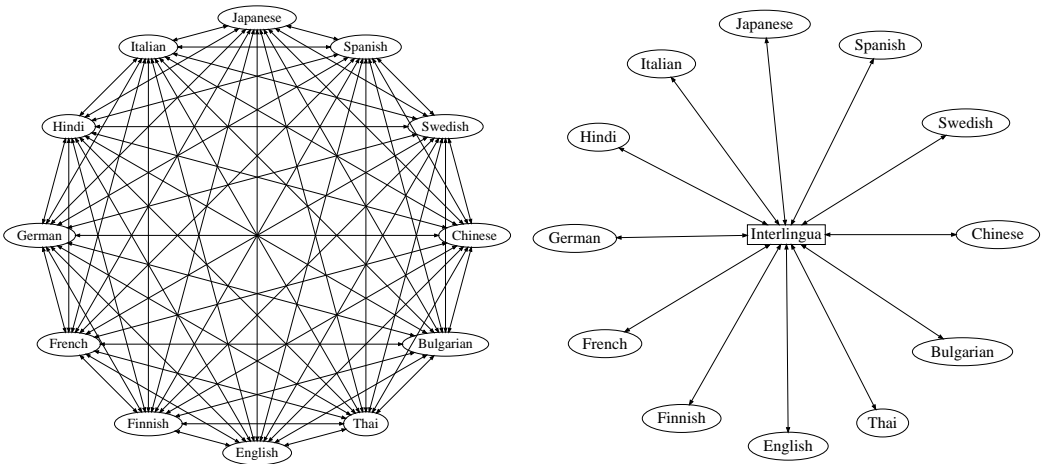 Japanese
Italian
Spanish
Hindi
Swedish
German
Chinese
French
Bulgarian
Finnish
Thai
English
Japanese
Spanish
Italian
Swedish
Hindi
German
Interlingua
Chinese
French
Bulgarian
Finnish
Thai
English